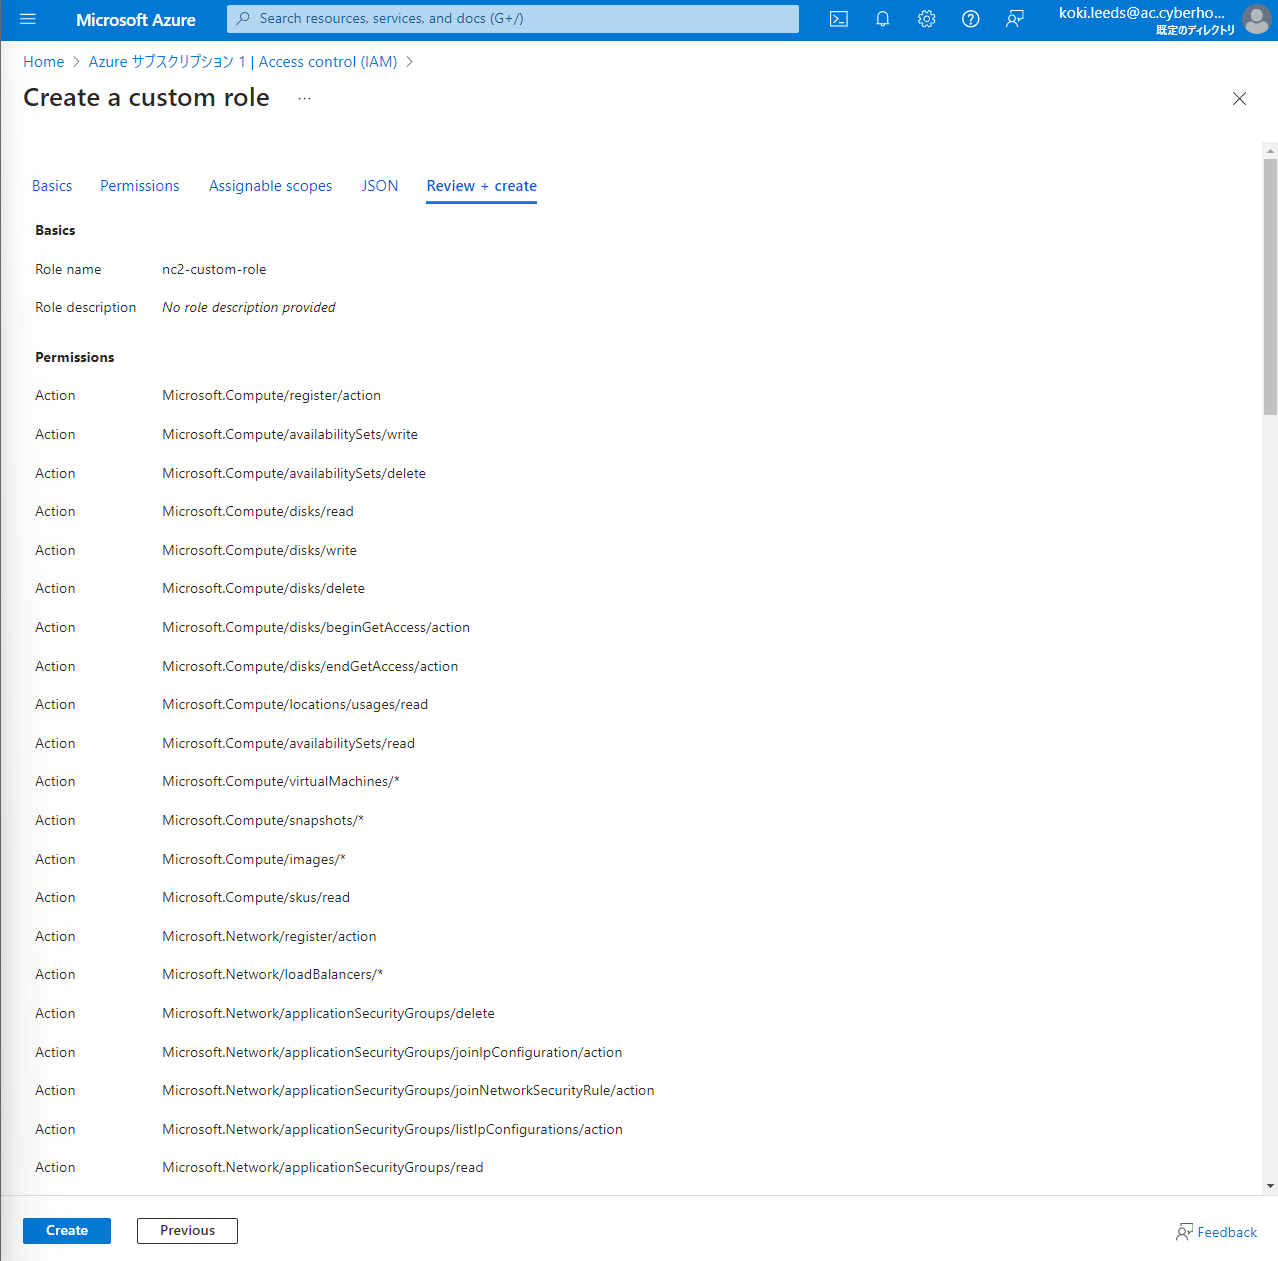 Microsoft Azure
Search resources, services, and docs (G+/)
koki.leeds@ac.cyberho...
既定のディレクトリ
Home > Azure サブスクリプション 1 | Access control (IAM) >
Create a custom role ...
Basics Permissions Assignable scopes JSON Review + create
Basics
Role name nc2-custom-role
Role description No role description provided
Permissions
Action Microsoft.Compute/register/action
Action Microsoft.Compute/availabilitySets/write
Action Microsoft.Compute/availabilitySets/delete
Action Microsoft.Compute/disks/read
Action Microsoft.Compute/disks/write
Action Microsoft.Compute/disks/delete
Action Microsoft.Compute/disks/beginGetAccess/action
Action Microsoft.Compute/disks/endGetAccess/action
Action Microsoft.Compute/locations/usages/read
Action Microsoft.Compute/availabilitySets/read
Action Microsoft.Compute/virtualMachines/*
Action Microsoft.Compute/snapshots/*
Action Microsoft.Compute/images/*
Action Microsoft.Compute/skus/read
Action Microsoft.Network/register/action
Action Microsoft.Network/loadBalancers/*
Action Microsoft.Network/applicationSecurityGroups/delete
Action Microsoft.Network/applicationSecurityGroups/joinIpConfiguration/action
Action Microsoft.Network/applicationSecurityGroups/joinNetworkSecurityRule/action
Action Microsoft.Network/applicationSecurityGroups/listIpConfigurations/action
Action Microsoft.Network/applicationSecurityGroups/read
Create Previous Feedback